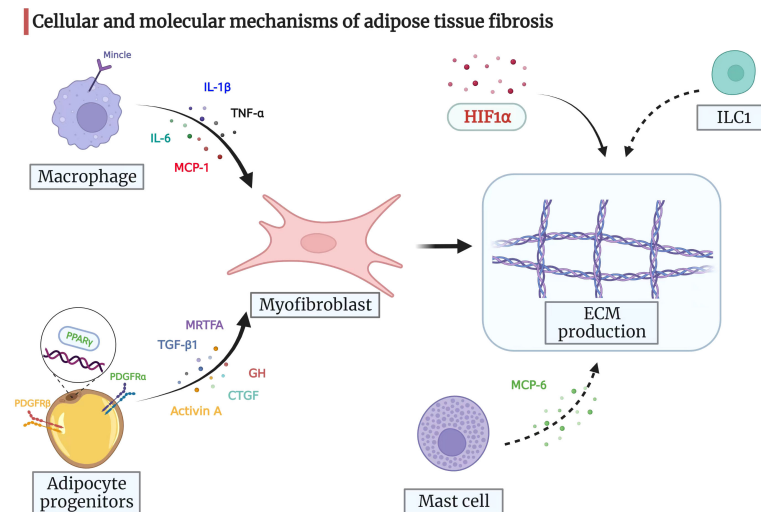 Cellular and molecular mechanisms of adipose tissue fibrosis
Mincle
IL-1β
TNF-α
IL-6
MCP-1
Macrophage
HIF1α
ILC1
Myofibroblast
ECM
production
PPARγ
PDGFRα
PDGFRβ
MRTFA
TGF-β1
GH
CTGF
Activin A
Adipocyte
progenitors
MCP-6
Mast cell